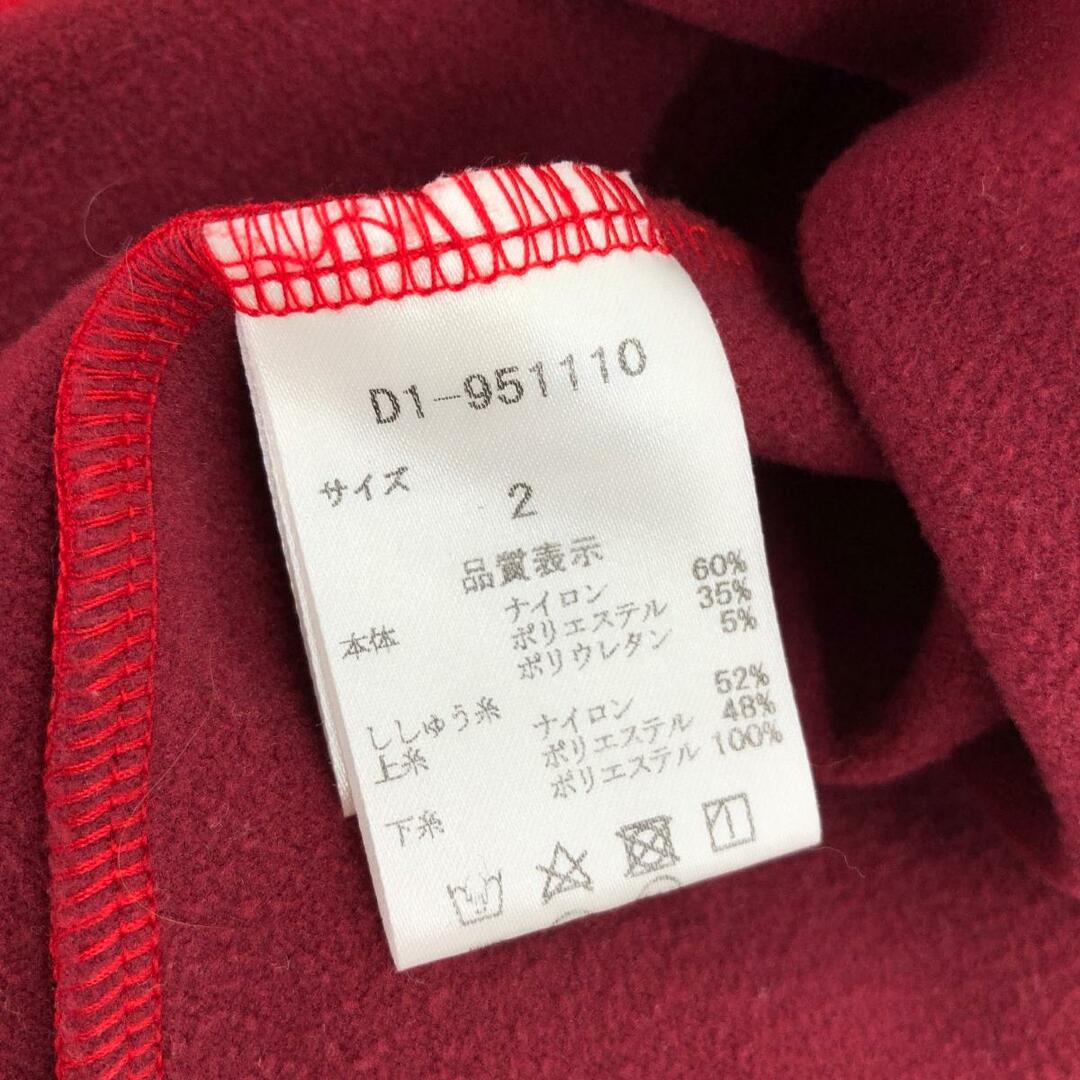 D1-951110
サイズ 2
品質表示
本体 ナイロン 60%
ポリエステル 35%
ポリウレタン 5%
ししゅう糸
上糸 ナイロン 52%
ポリエステル 48%
下糸 ポリエステル 100%